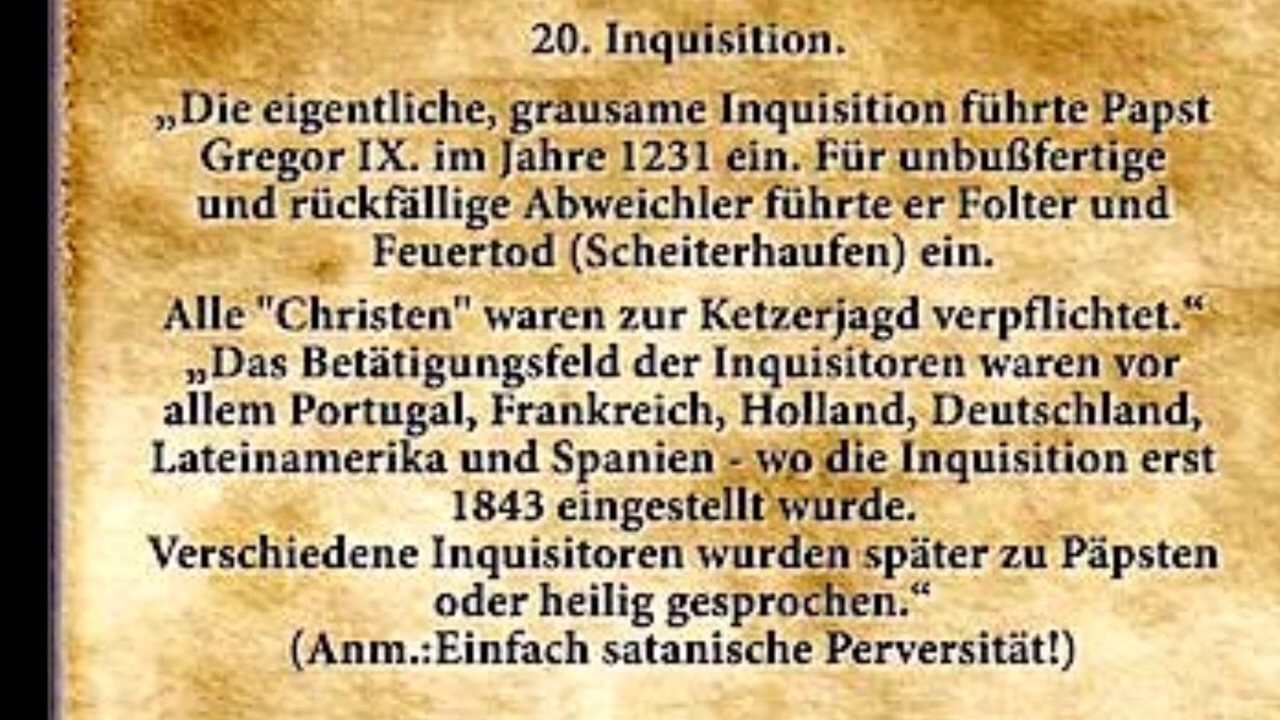 20. Inquisition.
„Die eigentliche, grausame Inquisition führte Papst
Gregor IX. im Jahre 1231 ein. Für unbußfertige
und rückfällige Abweichler führte er Folter und
Feuertod (Scheiterhaufen) ein.
Alle "Christen" waren zur Ketzerjagd verpflichtet.“
„Das Betätigungsfeld der Inquisitoren waren vor
allem Portugal, Frankreich, Holland, Deutschland,
Lateinamerika und Spanien - wo die Inquisition erst
1843 eingestellt wurde.
Verschiedene Inquisitoren wurden später zu Päpsten
oder heilig gesprochen.“
(Anm.:Einfach satanische Perversität!)